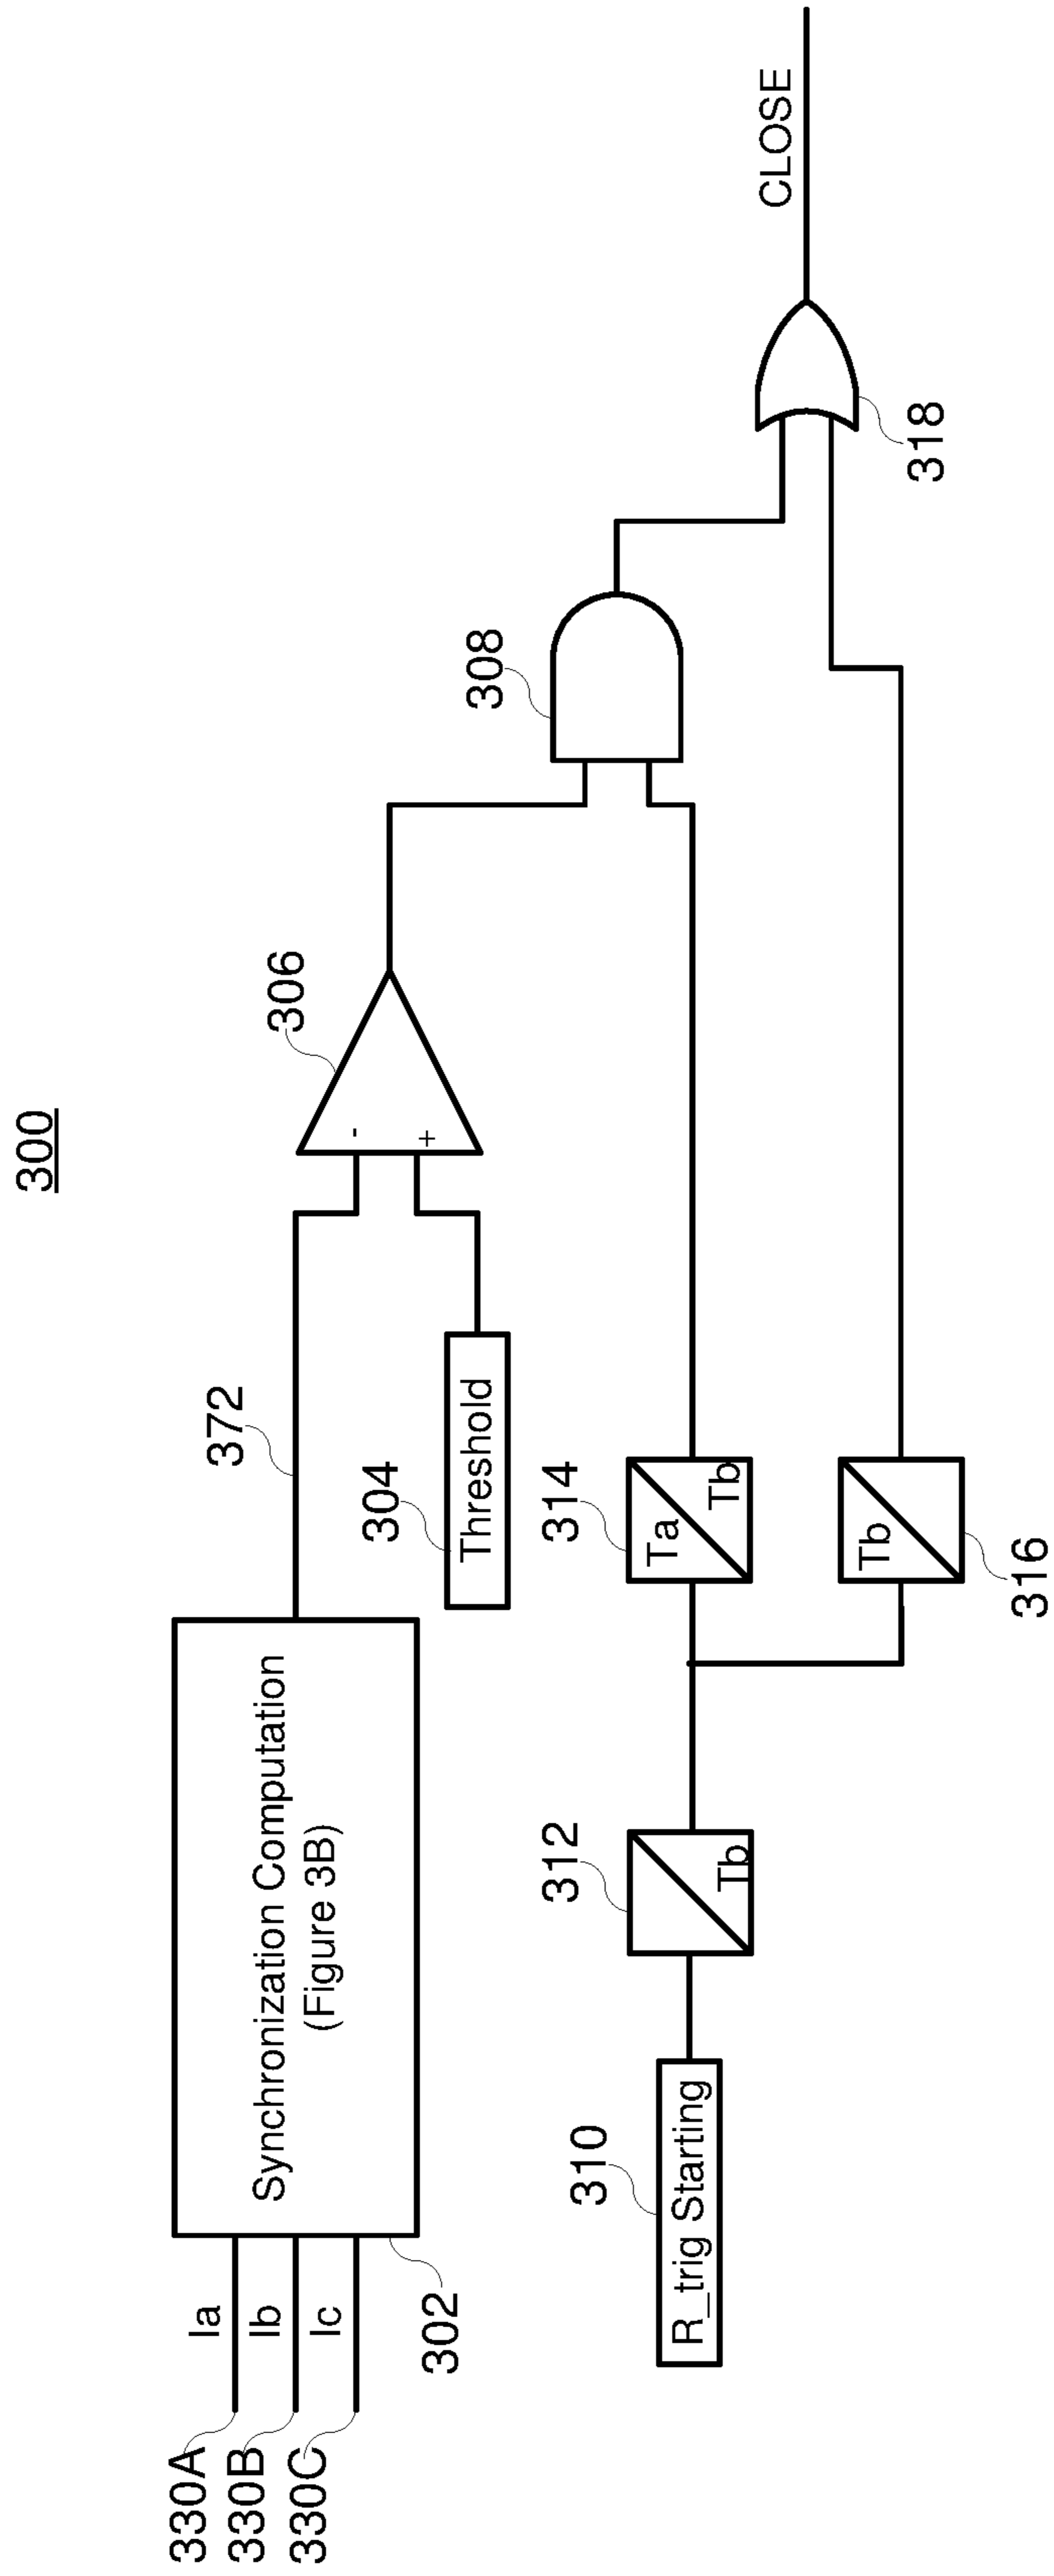 300
330A
330B
330C
Ia
Ib
Ic
302
Synchronization Computation
(Figure 3B)
372
304
Threshold
306
-
+
308
310
R_trig Starting
312
Tb
314
Ta
Tb
316
Tb
318
CLOSE